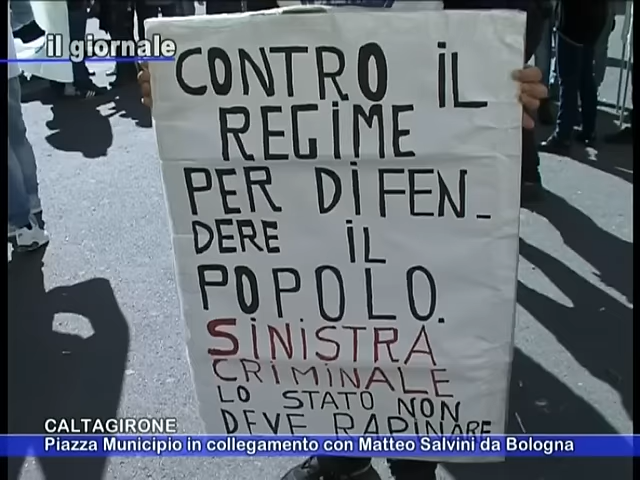 il giornale
CONTRO iL
REGiME
PER DiFEN_
DERE iL
POPOLO.
SiNiSTRA
CRiMiNALE
LO STATO NON
DEVE RAPINARE
CALTAGIRONE
Piazza Municipio in collegamento con Matteo Salvini da Bologna